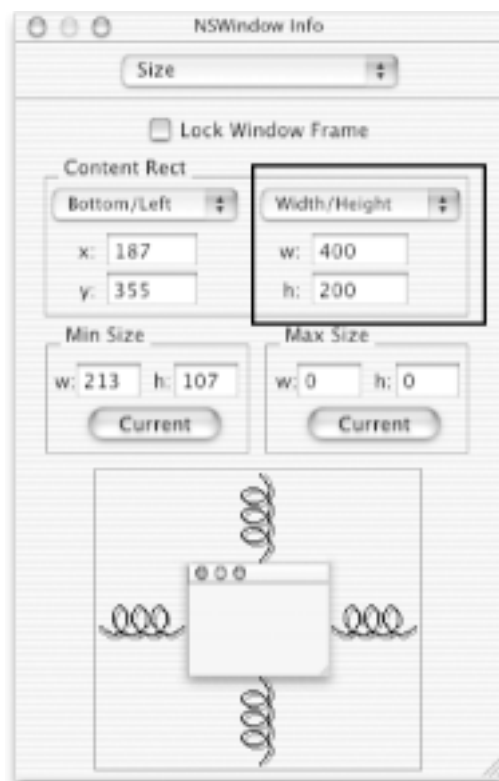 NSWindow Info
Size
Lock Window Frame
Content Rect
Bottom/Left
Width/Height
x: 187
w: 400
y: 355
h: 200
Min Size
Max Size
w: 213 h: 107
w: 0 h: 0
Current
Current